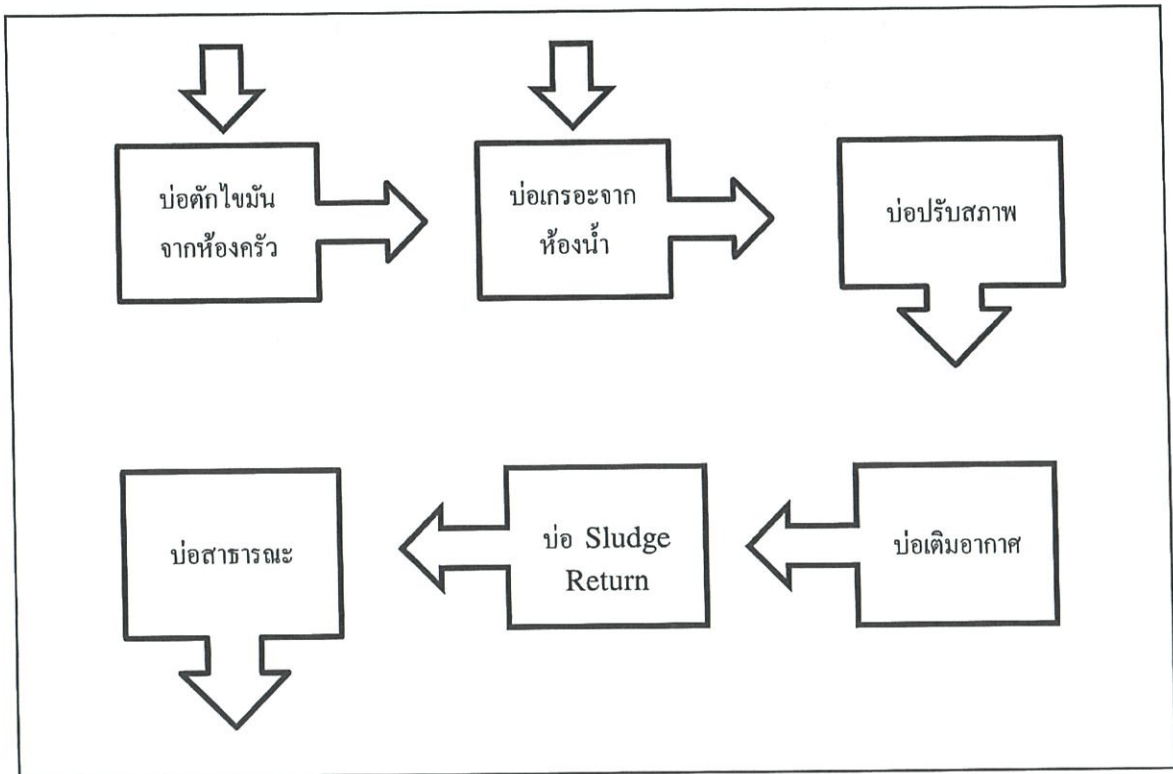 บ่อตักไขมัน
จากห้องครัว
บ่อเกรอะจาก
ห้องน้ำ
บ่อปรับสภาพ
บ่อเติมอากาศ
บ่อ Sludge
Return
บ่อสาธารณะ